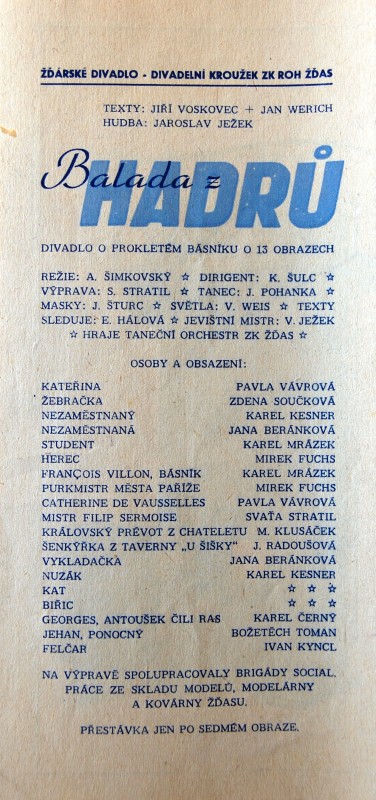 ŽĎÁRSKÉ DIVADLO - DIVADELNÍ KROUŽEK ZK ROH ŽĎAS
TEXTY: JIŘÍ VOSKOVEC + JAN WERICH
HUDBA: JAROSLAV JEŽEK
Balada z
HADRŮ
DIVADLO O PROKLETÉM BÁSNÍKU O 13 OBRAZECH
REŽIE: A. ŠIMKOVSKÝ ☆ DIRIGENT: K. ŠULC ☆
VÝPRAVA: S. STRATIL ☆ TANEC: J. POHANKA ☆
MASKY: J. ŠTURC ☆ SVĚTLA: V. WEIS ☆ TEXTY
SLEDUJE: E. HÁLOVÁ ☆ JEVIŠTNÍ MISTR: V. JEŽEK
☆ HRAJE TANEČNÍ ORCHESTR ZK ŽĎAS ☆
OSOBY A OBSAZENÍ:
KATEŘINA PAVLA VÁVROVÁ
ŽEBRAČKA ZDENA SOUČKOVÁ
NEZAMĚSTNANÝ KAREL KESNER
NEZAMĚSTNANÁ JANA BERÁNKOVÁ
STUDENT KAREL MRÁZEK
HEREC MIREK FUCHS
FRANÇOIS VILLON, BÁSNÍK KAREL MRÁZEK
PURKMISTR MĚSTA PAŘÍŽE MIREK FUCHS
CATHERINE DE VAUSSELLES PAVLA VÁVROVÁ
MISTR FILIP SERMOISE SVAŤA STRATIL
KRÁLOVSKÝ PRÉVOT Z CHATELETU M. KLUSÁČEK
ŠENKÝŘKA Z TAVERNY „U ŠIŠKY" J. RADOUŠOVÁ
VYKLADAČKA JANA BERÁNKOVÁ
NUZÁK KAREL KESNER
KAT ☆ ☆ ☆
BIŘIC ☆ ☆ ☆
GEORGES, ANTOUŠEK ČILI RAS KAREL ČERNÝ
JEHAN, PONOCNÝ BOŽETĚCH TOMAN
FELČAR IVAN KYNCL
NA VÝPRAVĚ SPOLUPRACOVALY BRIGÁDY SOCIAL.
PRÁCE ZE SKLADU MODELŮ, MODELÁRNY
A KOVÁRNY ŽĎASU.
PŘESTÁVKA JEN PO SEDMÉM OBRAZE.